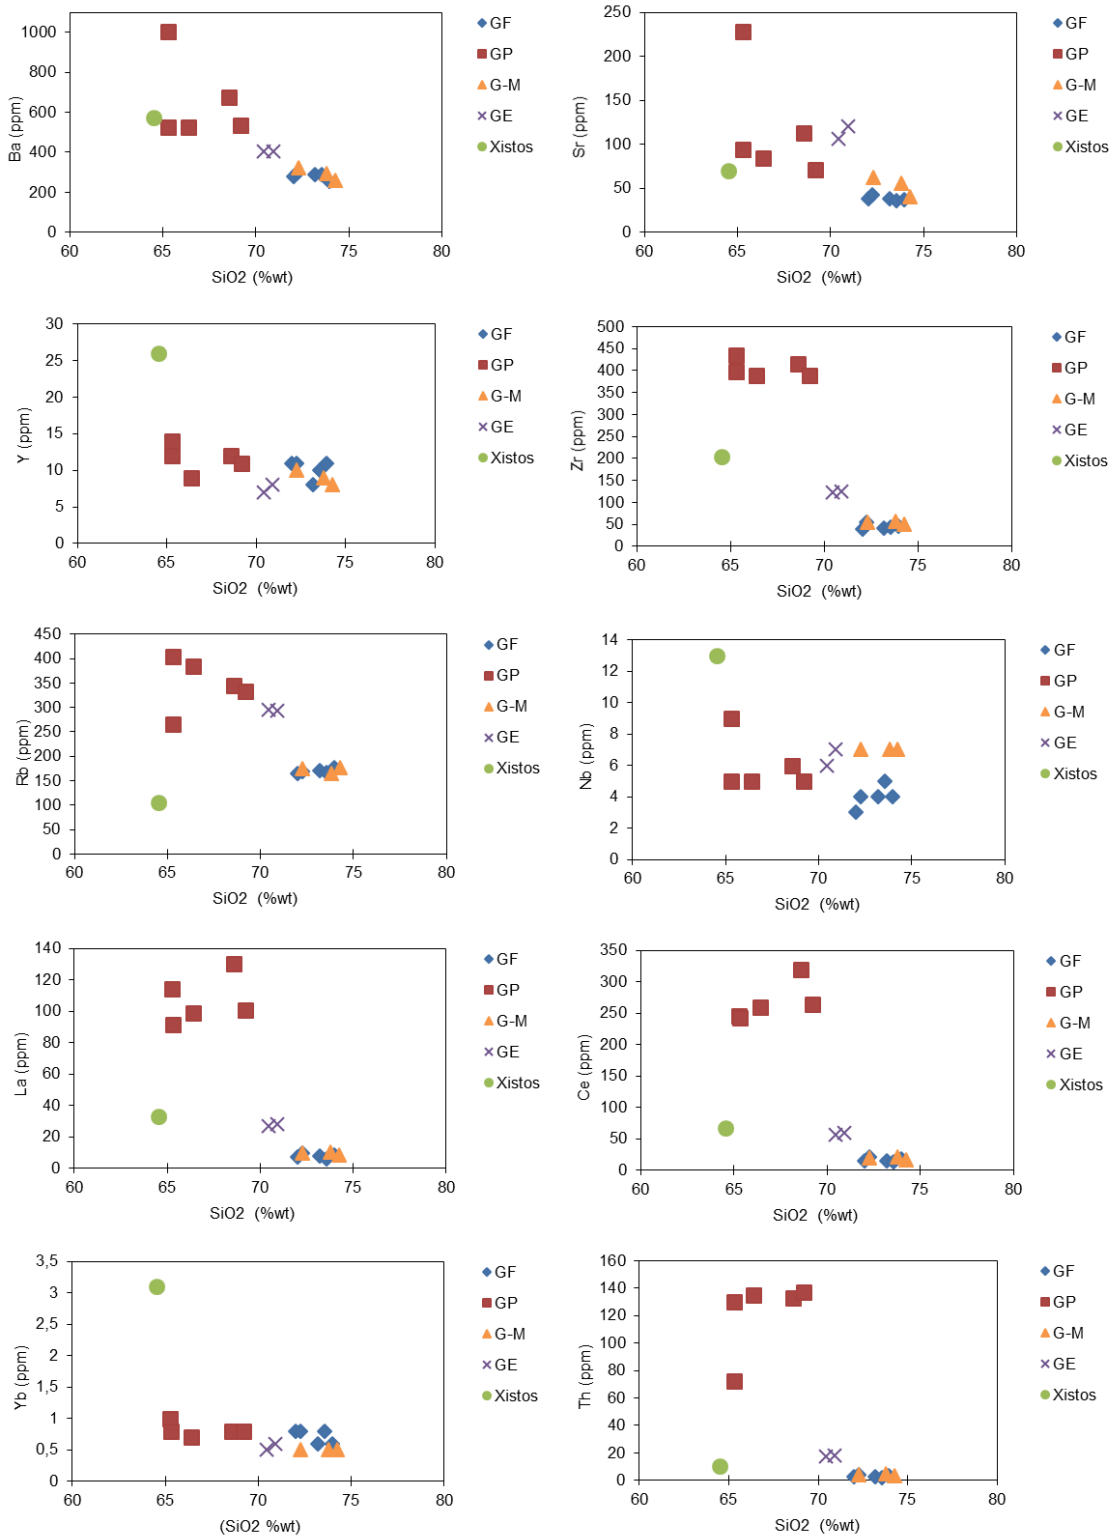 Ba (ppm)
1000
800
600
400
200
0
60 65 70 75 80
SiO2 (%wt)
GF
GP
G-M
GE
Xistos
Sr (ppm)
250
200
150
100
50
0
60 65 70 75 80
SiO2 (%wt)
GF
GP
G-M
GE
Xistos
Y (ppm)
30
25
20
15
10
5
0
60 65 70 75 80
SiO2 (%wt)
GF
GP
G-M
GE
Xistos
Zr (ppm)
500
450
400
350
300
250
200
150
100
50
0
60 65 70 75 80
SiO2 (%wt)
GF
GP
G-M
GE
Xistos
Rb (ppm)
450
400
350
300
250
200
150
100
50
0
60 65 70 75 80
SiO2 (%wt)
GF
GP
G-M
GE
Xistos
Nb (ppm)
14
12
10
8
6
4
2
0
60 65 70 75 80
SiO2 (%wt)
GF
GP
G-M
GE
Xistos
La (ppm)
140
120
100
80
60
40
20
0
60 65 70 75 80
SiO2 (%wt)
GF
GP
G-M
GE
Xistos
Ce (ppm)
350
300
250
200
150
100
50
0
60 65 70 75 80
SiO2 (%wt)
GF
GP
G-M
GE
Xistos
Yb (ppm)
3,5
3
2,5
2
1,5
1
0,5
0
60 65 70 75 80
(SiO2 %wt)
GF
GP
G-M
GE
Xistos
Th (ppm)
160
140
120
100
80
60
40
20
0
60 65 70 75 80
SiO2 (%wt)
GF
GP
G-M
GE
Xistos